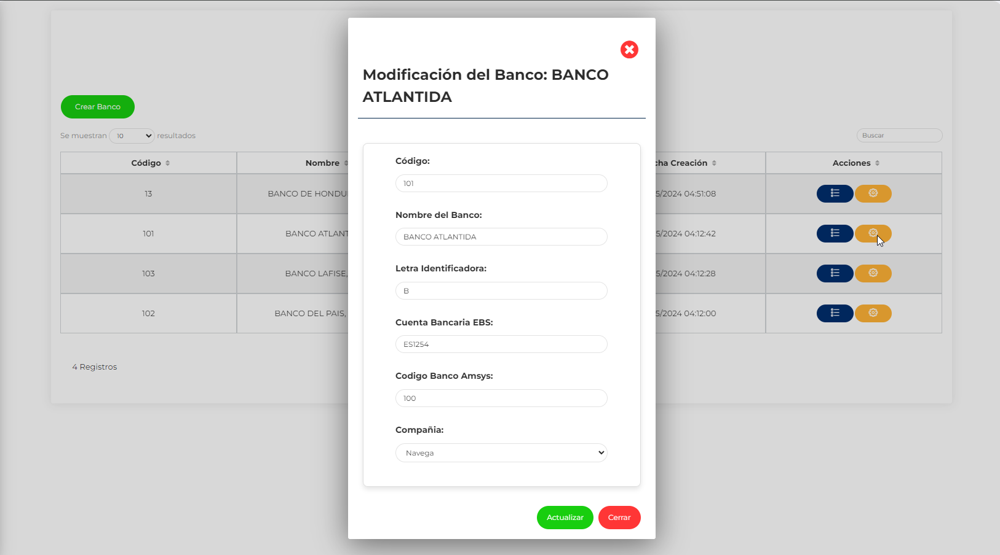 Modificación del Banco: BANCO
ATLANTIDA
Crear Banco
Se muestran 10 resultados
Buscar
Código
Nombre
Creación
Acciones
13
BANCO DE
5/2024 04:51:08
101
BANCO
5/2024 04:12:42
103
BANCO LAFISE,
5/2024 04:12:28
102
BANCO DEL PAIS,
5/2024 04:12:00
4 Registros
Código:
101
Nombre del Banco:
BANCO ATLANTIDA
Letra Identificadora:
B
Cuenta Bancaria EBS:
ES1254
Codigo Banco Amsys:
100
Compañia:
Navega
Actualizar
Cerrar